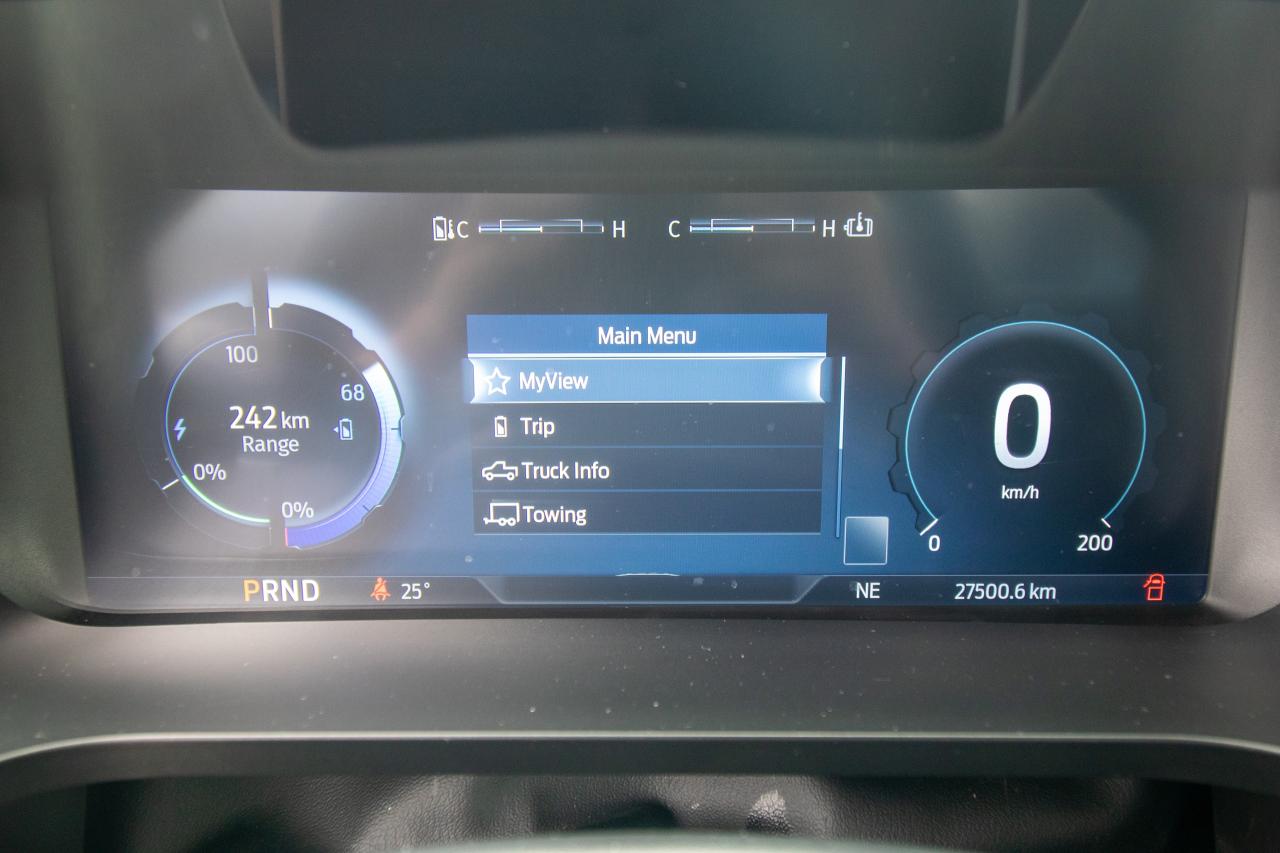 C H C H
Main Menu
100
MyView
68
242 km
Range
Trip
0%
Truck Info
0%
Towing
0
km/h
0 200
PRND 25° NE 27500.6 km